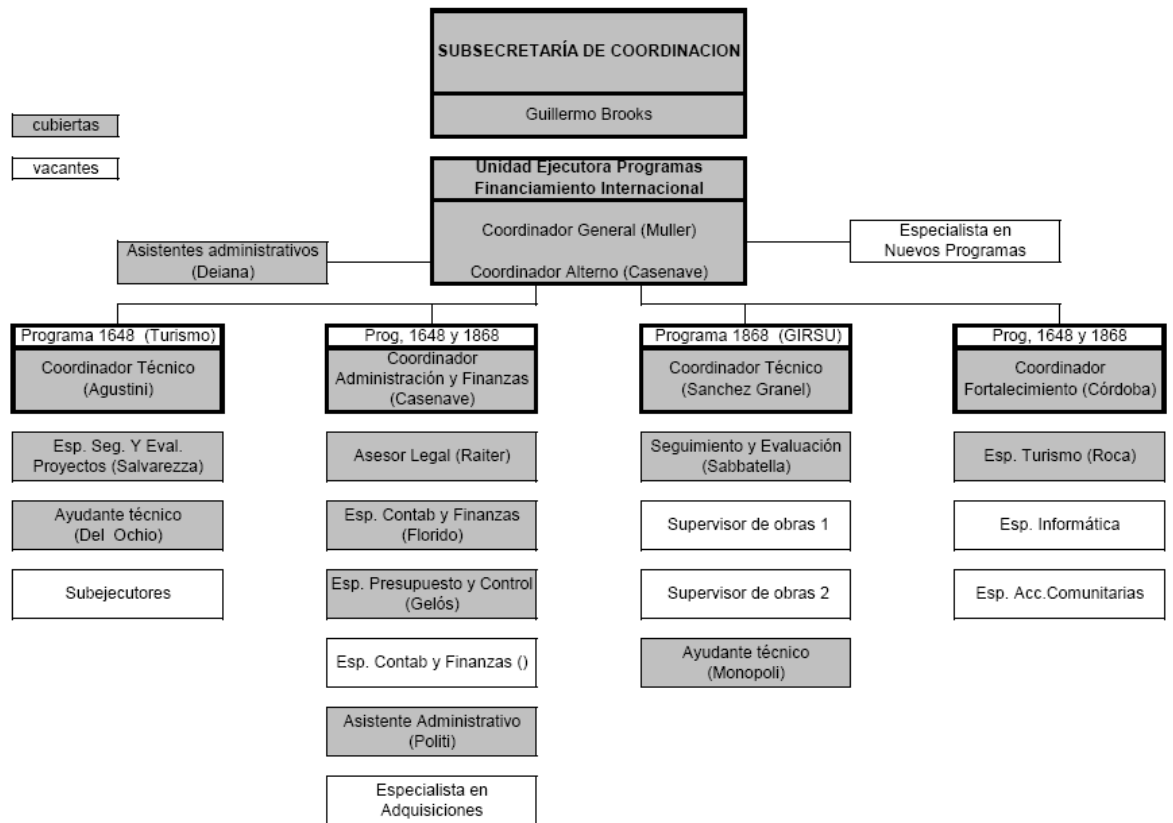 SUBSECRETARÍA DE COORDINACION
Guillermo Brooks
cubiertas
vacantes
Unidad Ejecutora Programas
Financiamiento Internacional
Coordinador General (Muller)
Coordinador Alterno (Casenave)
Asistentes administrativos
(Deiana)
Especialista en
Nuevos Programas
Programa 1648  (Turismo)
Coordinador Técnico
(Agustini)
Esp. Seg. Y Eval.
Proyectos (Salvarezza)
Ayudante técnico
(Del  Ochio)
Subejecutores
Prog, 1648 y 1868
Coordinador
Administración y Finanzas
(Casenave)
Asesor Legal (Raiter)
Esp. Contab y Finanzas
(Florido)
Esp. Presupuesto y Control
(Gelós)
Esp. Contab y Finanzas ()
Asistente Administrativo
(Politi)
Especialista en
Adquisiciones
Programa 1868  (GIRSU)
Coordinador Técnico
(Sanchez Granel)
Seguimiento y Evaluación
(Sabbatella)
Supervisor de obras 1
Supervisor de obras 2
Ayudante técnico
(Monopoli)
Prog, 1648 y 1868
Coordinador
Fortalecimiento (Córdoba)
Esp. Turismo (Roca)
Esp. Informática
Esp. Acc.Comunitarias